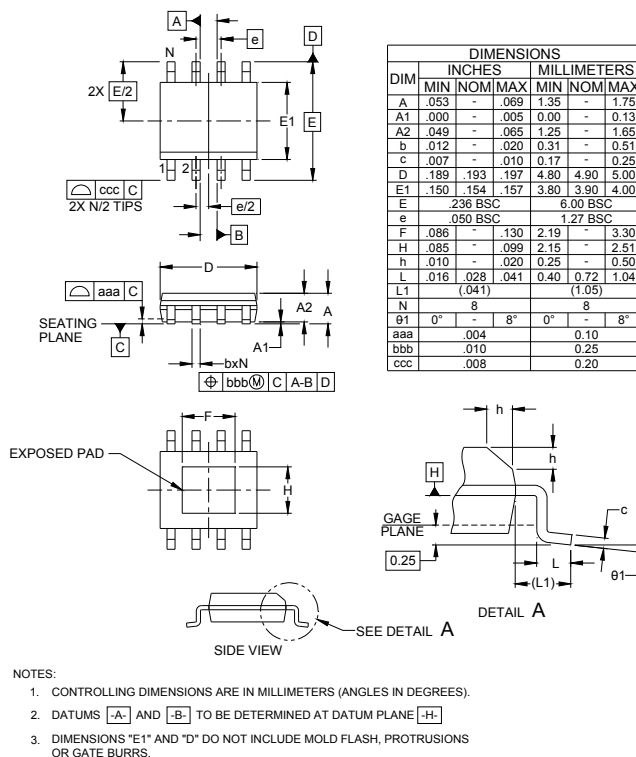 A
e
D
N
2X E/2
E1
E
1
2
ccc C
2X N/2 TIPS
e/2
B
D
aaa C
A2
A
SEATING
PLANE
C
A1
bxN
bbb Ⓜ C A-B D
F
EXPOSED PAD
H
SIDE VIEW
SEE DETAIL A
DIMENSIONS
DIM INCHES MILLIMETERS
MIN NOM MAX MIN NOM MAX
A .053 - .069 1.35 - 1.75
A1 .000 - .005 0.00 - 0.13
A2 .049 - .065 1.25 - 1.65
b .012 - .020 0.31 - 0.51
c .007 - .010 0.17 - 0.25
D .189 .193 .197 4.80 4.90 5.00
E1 .150 .154 .157 3.80 3.90 4.00
E .236 BSC 6.00 BSC
e .050 BSC 1.27 BSC
F .086 - .130 2.19 - 3.30
H .085 - .099 2.15 - 2.51
h .010 - .020 0.25 - 0.50
L .016 .028 .041 0.40 0.72 1.04
L1 (.041) (1.05)
N 8 8
θ1 0° - 8° 0° - 8°
aaa .004 0.10
bbb .010 0.25
ccc .008 0.20
h
h
H
GAGE
PLANE
0.25
c
L
(L1)
θ1
DETAIL A
NOTES:
1. CONTROLLING DIMENSIONS ARE IN MILLIMETERS (ANGLES IN DEGREES).
2. DATUMS -A- AND -B- TO BE DETERMINED AT DATUM PLANE -H-
3. DIMENSIONS "E1" AND "D" DO NOT INCLUDE MOLD FLASH, PROTRUSIONS
OR GATE BURRS.